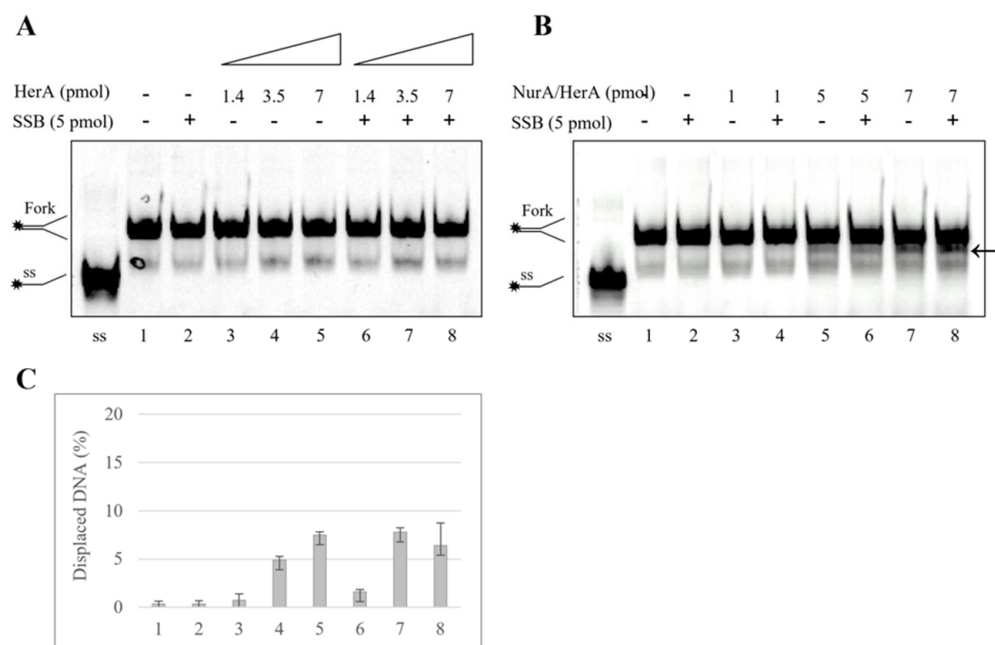 A
HerA (pmol) - - 1.4 3.5 7 1.4 3.5 7
SSB (5 pmol) - + - - - + + +
Fork
ss
ss 1 2 3 4 5 6 7 8
B
NurA/HerA (pmol) - - 1 1 5 5 7 7
SSB (5 pmol) - + - + - + - +
Fork
ss
ss 1 2 3 4 5 6 7 8
C
Displaced DNA (%)
20
15
10
5
0
1 2 3 4 5 6 7 8